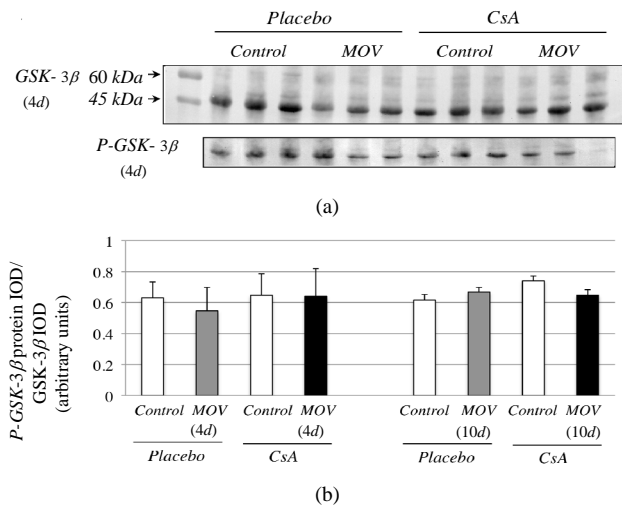 Placebo CsA
Control MOV Control MOV
GSK- 3β 60 kDa
(4d) 45 kDa
P-GSK- 3β
(4d)
(a)
P-GSK-3β protein IOD/
GSK-3β IOD
(arbitrary units)
1
0.8
0.6
0.4
0.2
0
Control MOV Control MOV Control MOV Control MOV
(4d) (4d) (10d) (10d)
Placebo CsA Placebo CsA
(b)